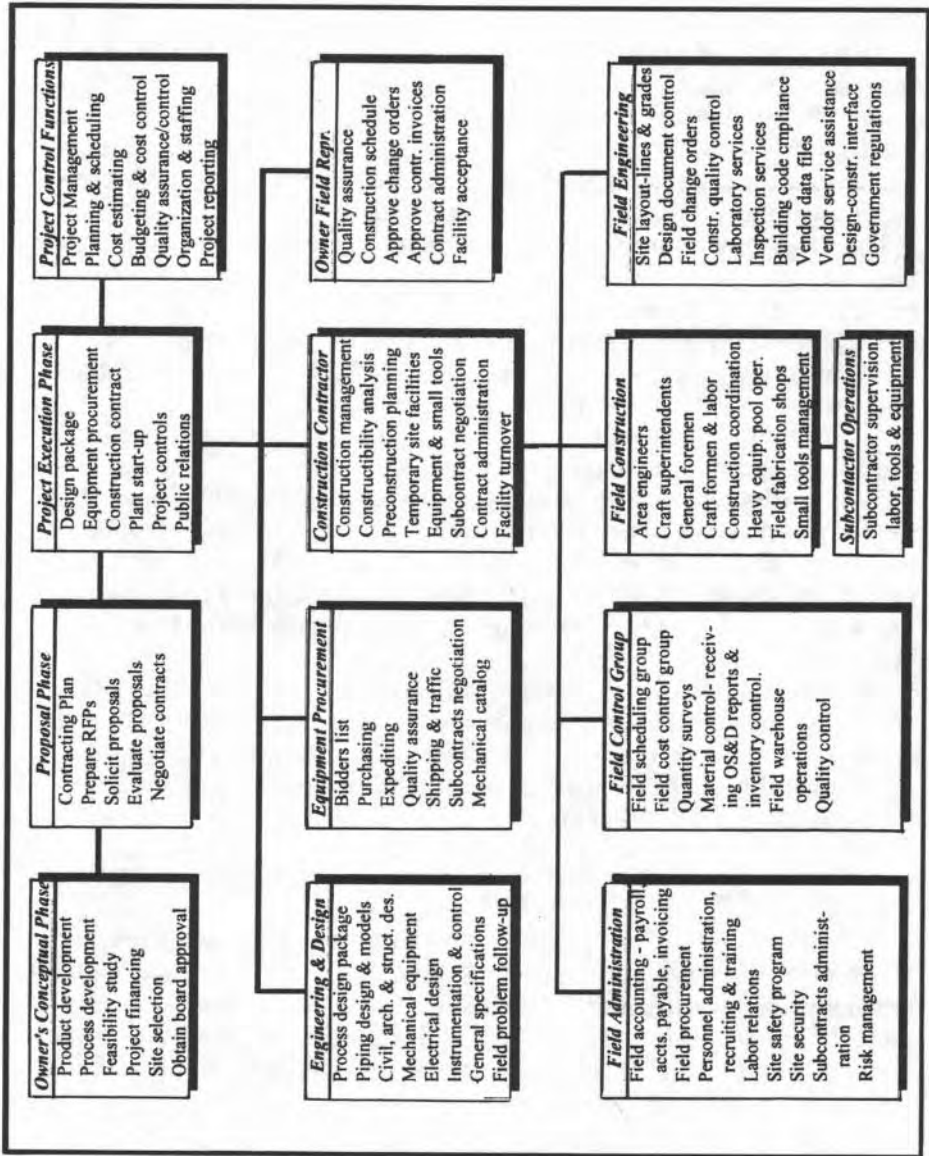 Owner's Conceptual Phase
Product development
Process development
Feasibility study
Project financing
Site selection
Obtain board approval
Proposal Phase
Contracting Plan
Prepare RFPs
Solicit proposals
Evaluate proposals
Negotiate contracts
Project Execution Phase
Design package
Equipment procurement
Construction contract
Plant start-up
Project controls
Public relations
Project Control Functions
Project Management
Planning & scheduling
Cost estimating
Budgeting & cost control
Quality assurance/control
Organization & staffing
Project reporting
Engineering & Design
Process design package
Piping design & models
Civil, arch. & struct. des.
Mechanical equipment
Electrical design
Instrumentation & control
General specifications
Field problem follow-up
Equipment Procurement
Bidders list
Purchasing
Expediting
Quality assurance
Shipping & traffic
Subcontracts negotiation
Mechanical catalog
Construction Contractor
Construction management
Constructibility analysis
Preconstruction planning
Temporary site facilities
Equipment & small tools
Subcontract negotiation
Contract administration
Facility turnover
Owner Field Repr.
Quality assurance
Construction schedule
Approve change orders
Approve contr. invoices
Contract administration
Facility acceptance
Field Administration
Field accounting - payroll,
accts. payable, invoicing
Field procurement
Personnel administration,
recruiting & training
Labor relations
Site safety program
Site security
Subcontracts administ-
ration
Risk management
Field Control Group
Field scheduling group
Field cost control group
Quantity surveys
Material control- receiv-
ing OS&D reports &
inventory control.
Field warehouse
operations
Quality control
Field Construction
Area engineers
Craft superintendents
General foremen
Craft formen & labor
Construction coordination
Heavy equip. pool oper.
Field fabrication shops
Small tools management
Subcontator Operations
Subcontractor supervision,
labor, tools & equipment
Field Engineering
Site layout-lines & grades
Design document control
Field change orders
Constr. quality control
Laboratory services
Inspection services
Building code cmpliance
Vendor data files
Vendor service assistance
Design-constr. interface
Government regulations